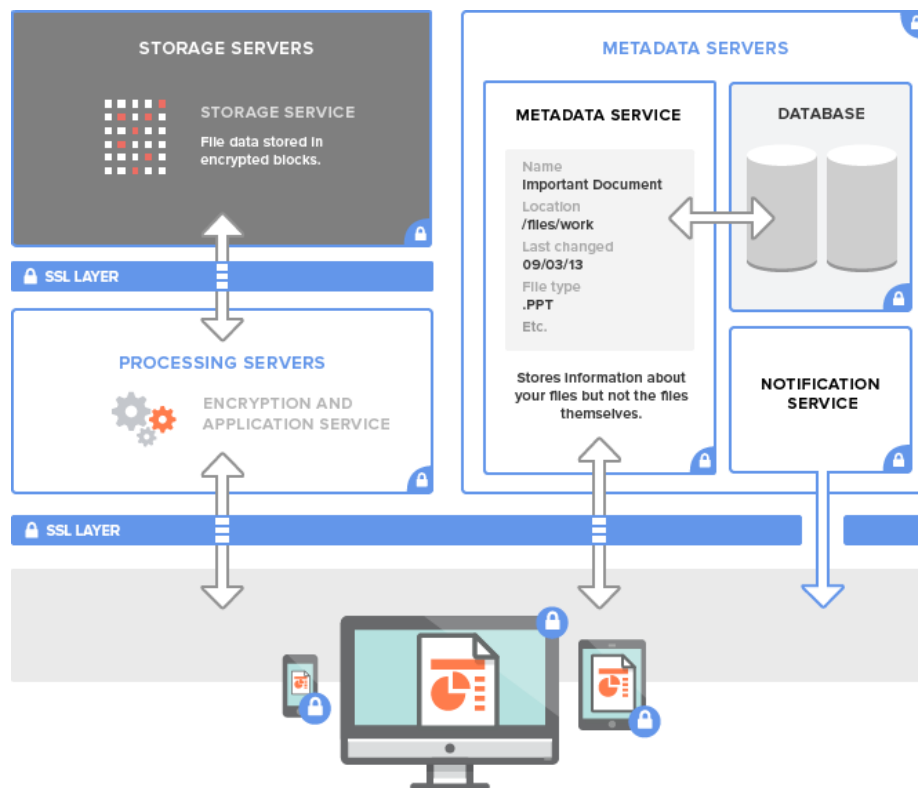 STORAGE SERVERS
STORAGE SERVICE
File data stored in
encrypted blocks.
SSL LAYER
PROCESSING SERVERS
ENCRYPTION AND
APPLICATION SERVICE
METADATA SERVERS
METADATA SERVICE
Name
Important Document
Location
/files/work
Last changed
09/03/13
File type
.PPT
Etc.
Stores information about
your files but not the files
themselves.
DATABASE
NOTIFICATION
SERVICE
SSL LAYER